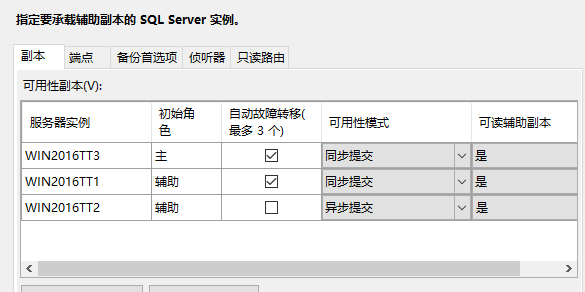 指定要承载辅助副本的 SQL Server 实例。
副本 端点 备份首选项 侦听器 只读路由
可用性副本(V):
服务器实例 初始角色 自动故障转移(最多 3 个) 可用性模式 可读辅助副本
WIN2016TT3 主 同步提交 是
WIN2016TT1 辅助 同步提交 是
WIN2016TT2 辅助 异步提交 是